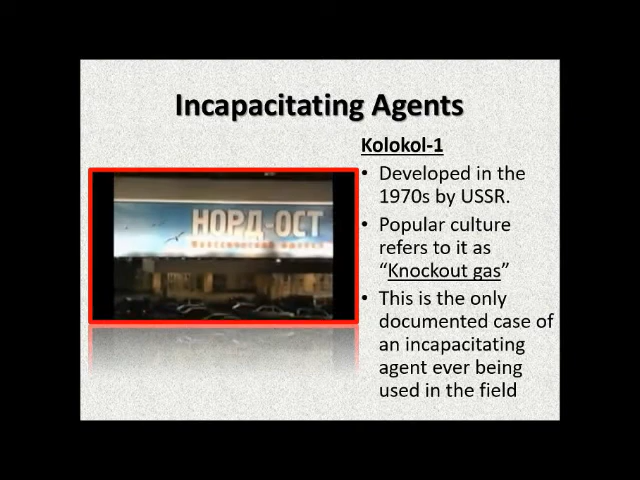 Incapacitating Agents
Kolokol-1
• Developed in the
1970s by USSR.
• Popular culture
refers to it as
“Knockout gas”
• This is the only
documented case of
an incapacitating
agent ever being
used in the field
НОРД-ОСТ